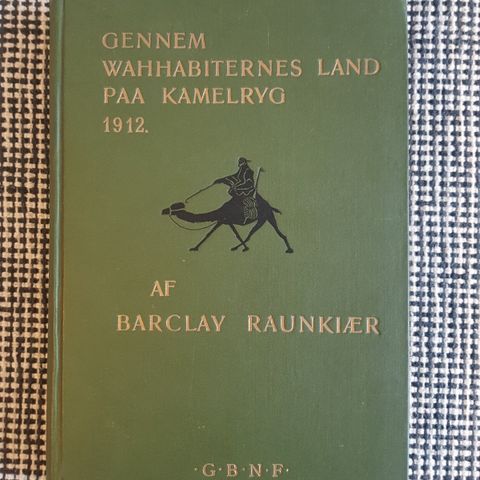 GENNEM
WAHHABITERNES LAND
PAA KAMELRYG
1912.
AF
BARCLAY RAUNKIÆR
·G·B·N·F·